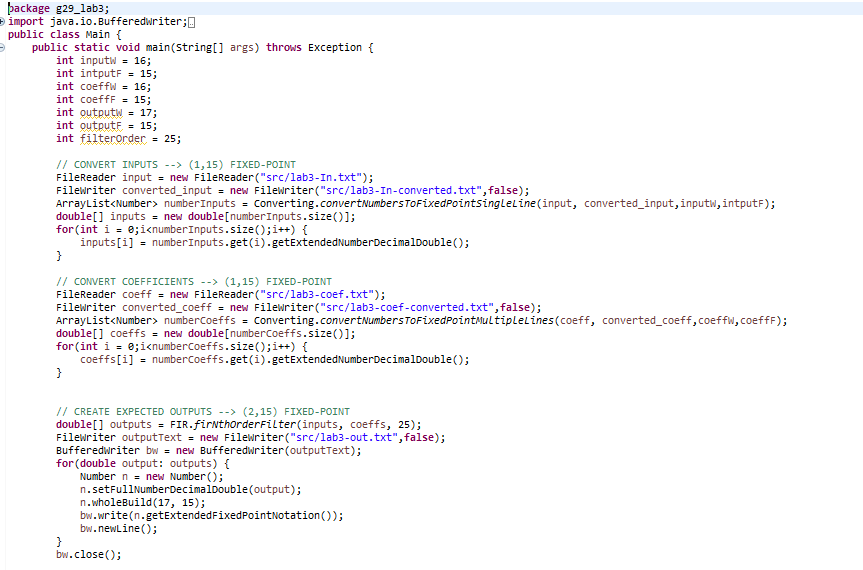 package g29_lab3;
import java.io.BufferedWriter;
public class Main {
    public static void main(String[] args) throws Exception {
        int inputW = 16;
        int intputF = 15;
        int coeffW = 16;
        int coeffF = 15;
        int outputW = 17;
        int outputF = 15;
        int filterOrder = 25;

        // CONVERT INPUTS --> (1,15) FIXED-POINT
        FileReader input = new FileReader("src/lab3-In.txt");
        FileWriter converted_input = new FileWriter("src/lab3-In-converted.txt",false);
        ArrayList<Number> numberInputs = Converting.convertNumbersToFixedPointSingleLine(input, converted_input,inputW,intputF);
        double[] inputs = new double[numberInputs.size()];
        for(int i = 0;i<numberInputs.size();i++) {
            inputs[i] = numberInputs.get(i).getExtendedNumberDecimalDouble();
        }

        // CONVERT COEFFICIENTS --> (1,15) FIXED-POINT
        FileReader coeff = new FileReader("src/lab3-coef.txt");
        FileWriter converted_coeff = new FileWriter("src/lab3-coef-converted.txt",false);
        ArrayList<Number> numberCoeffs = Converting.convertNumbersToFixedPointMultipleLines(coeff, converted_coeff,coeffW,coeffF);
        double[] coeffs = new double[numberCoeffs.size()];
        for(int i = 0;i<numberCoeffs.size();i++) {
            coeffs[i] = numberCoeffs.get(i).getExtendedNumberDecimalDouble();
        }


        // CREATE EXPECTED OUTPUTS --> (2,15) FIXED-POINT
        double[] outputs = FIR.firNthOrderFilter(inputs, coeffs, 25);
        FileWriter outputText = new FileWriter("src/lab3-out.txt",false);
        BufferedWriter bw = new BufferedWriter(outputText);
        for(double output: outputs) {
            Number n = new Number();
            n.setFullNumberDecimalDouble(output);
            n.wholeBuild(17, 15);
            bw.write(n.getExtendedFixedPointNotation());
            bw.newLine();
        }
        bw.close();